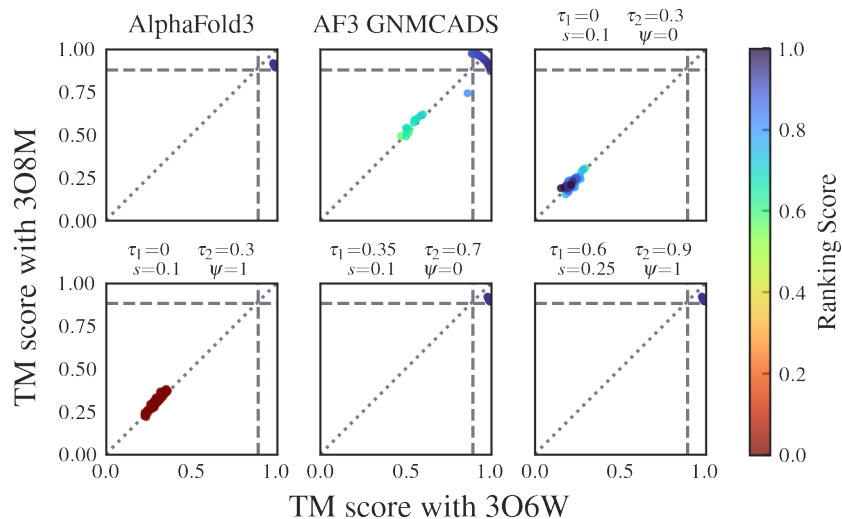 AlphaFold3
AF3 GNMCADS
τ1=0 τ2=0.3
s=0.1 ψ=0
1.00
0.75
0.50
0.25
0.00
τ1=0 τ2=0.3
s=0.1 ψ=1
τ1=0.35 τ2=0.7
s=0.1 ψ=0
τ1=0.6 τ2=0.9
s=0.25 ψ=1
1.00
0.75
0.50
0.25
0.00
0.0 0.5 1.0
0.0 0.5 1.0
0.0 0.5 1.0
TM score with 3O6W
TM score with 3O8M
1.0
0.8
0.6
0.4
0.2
0.0
Ranking Score